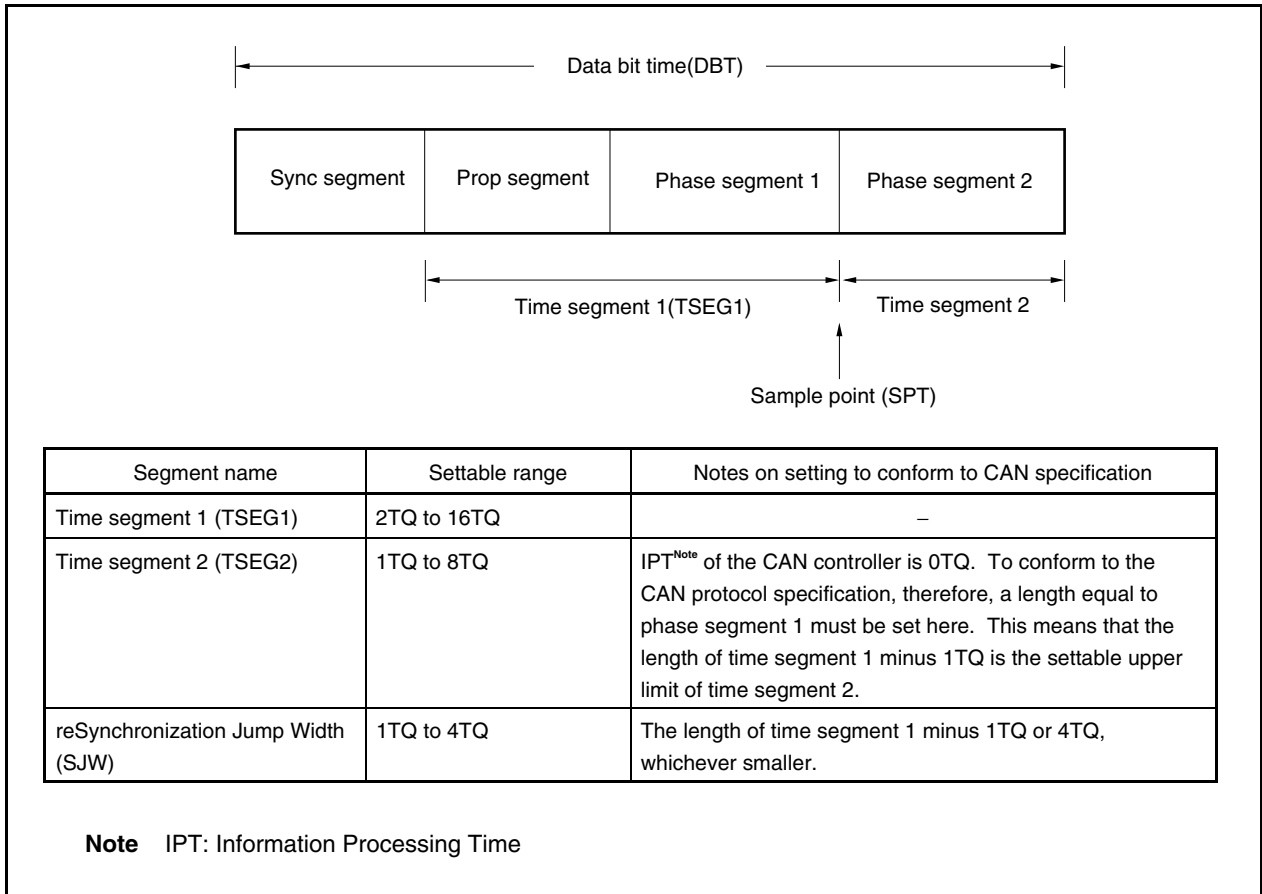 Data bit time(DBT)
Sync segment Prop segment Phase segment 1 Phase segment 2
Time segment 1(TSEG1) Time segment 2
Sample point (SPT)
Segment name Settable range Notes on setting to conform to CAN specification
Time segment 1 (TSEG1) 2TQ to 16TQ –
Time segment 2 (TSEG2) 1TQ to 8TQ IPTNote of the CAN controller is 0TQ. To conform to the
CAN protocol specification, therefore, a length equal to
phase segment 1 must be set here. This means that the
length of time segment 1 minus 1TQ is the settable upper
limit of time segment 2.
reSynchronization Jump Width
(SJW)
1TQ to 4TQ
The length of time segment 1 minus 1TQ or 4TQ,
whichever smaller.
Note IPT: Information Processing Time